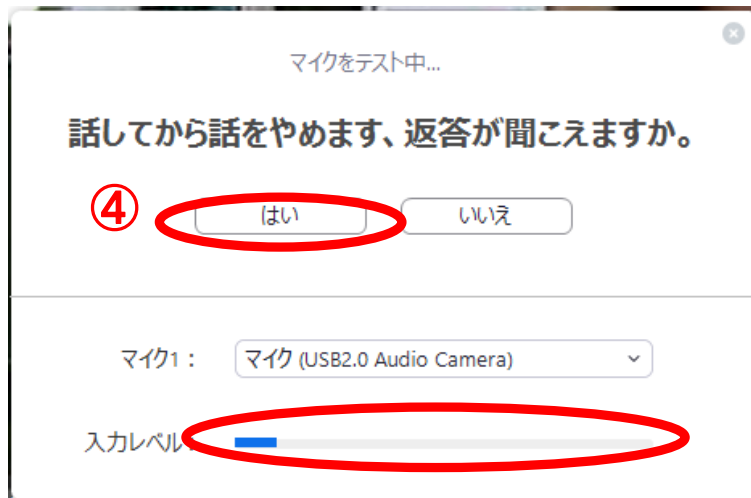 マイクをテスト中...
話してから話をやめます、返答が聞こえますか。
④ はい いいえ
マイク1： マイク (USB2.0 Audio Camera)
入力レベル：